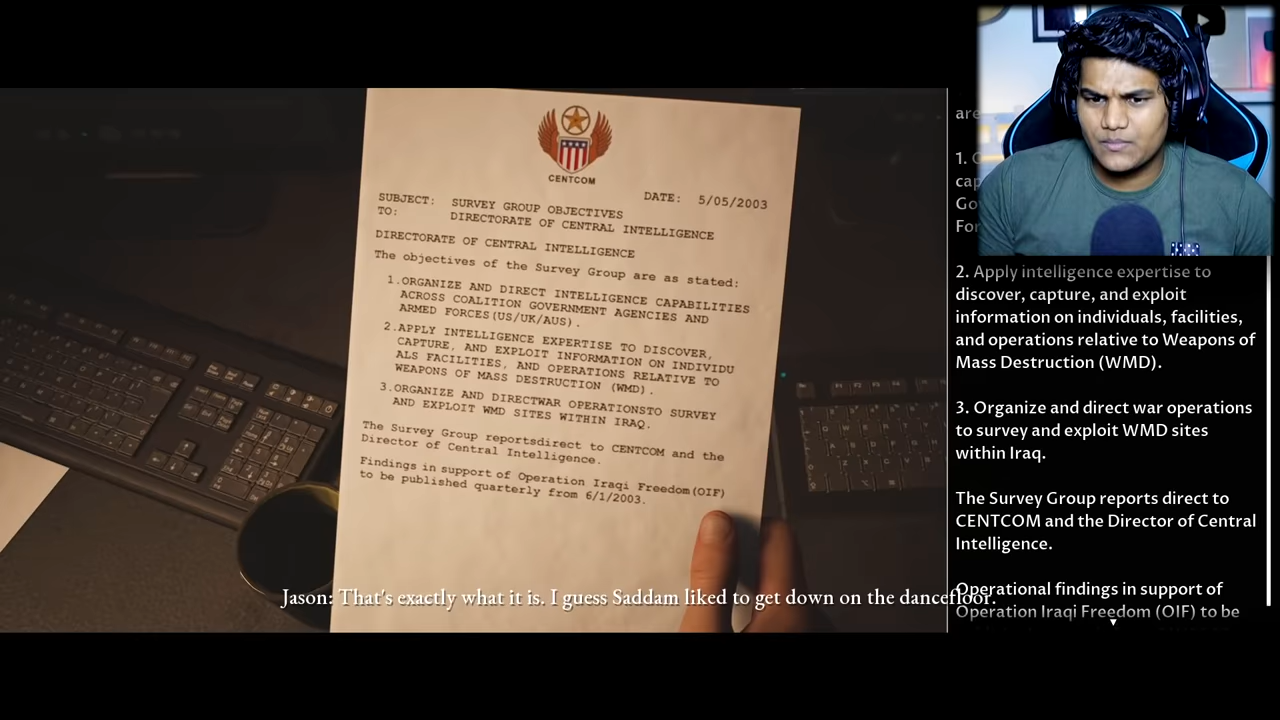 CENTCOM
DATE: 5/05/2003
SUBJECT: SURVEY GROUP OBJECTIVES
TO: DIRECTORATE OF CENTRAL INTELLIGENCE
DIRECTORATE OF CENTRAL INTELLIGENCE
The objectives of the Survey Group are as stated:
1.ORGANIZE AND DIRECT INTELLIGENCE CAPABILITIES
ACROSS COALITION GOVERNMENT AGENCIES AND
ARMED FORCES(US/UK/AUS).
2.APPLY INTELLIGENCE EXPERTISE TO DISCOVER,
CAPTURE, AND EXPLOIT INFORMATION ON INDIVIDU
ALS FACILITIES, AND OPERATIONS RELATIVE TO
WEAPONS OF MASS DESTRUCTION (WMD).
3.ORGANIZE AND DIRECTWAR OPERATIONSTO SURVEY
AND EXPLOIT WMD SITES WITHIN IRAQ.
The Survey Group reportsdirect to CENTCOM and the
Director of Central Intelligence.
Findings in support of Operation Iraqi Freedom(OIF)
to be published quarterly from 6/1/2003.
Jason: That's exactly what it is. I guess Saddam liked to get down on the dancefloor.
are
1.
2. Apply intelligence expertise to
discover, capture, and exploit
information on individuals, facilities,
and operations relative to Weapons of
Mass Destruction (WMD).
3. Organize and direct war operations
to survey and exploit WMD sites
within Iraq.
The Survey Group reports direct to
CENTCOM and the Director of Central
Intelligence.
Operational findings in support of
Operation Iraqi Freedom (OIF) to be